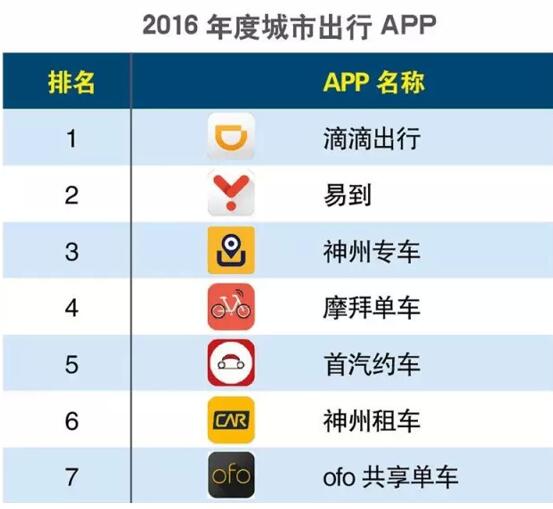 2016 年度城市出行 APP
排名 APP 名称
1 滴滴出行
2 易到
3 神州专车
4 摩拜单车
5 首汽约车
6 CAR 神州租车
7 ofo ofo 共享单车